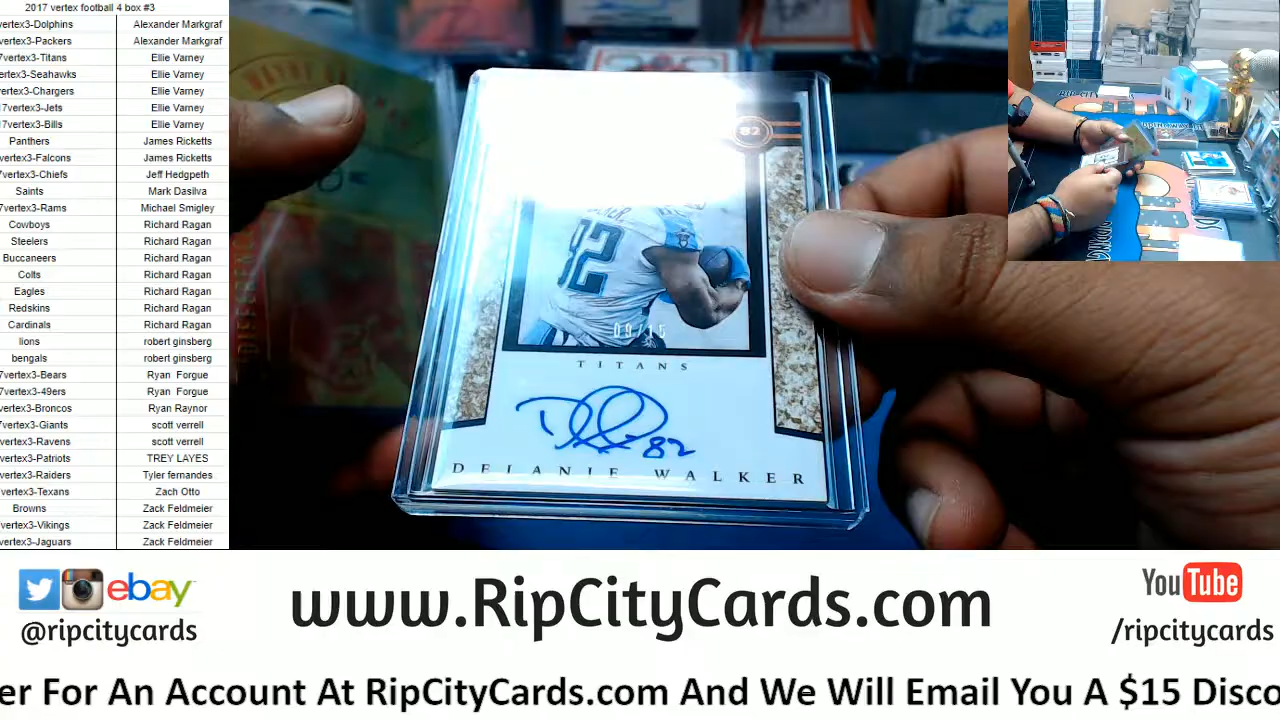 2017 vertex football 4 box #3
vertex3-Dolphins Alexander Markgraf
vertex3-Packers Alexander Markgraf
7vertex3-Titans Ellie Varney
ertex3-Seahawks Ellie Varney
ertex3-Chargers Ellie Varney
17vertex3-Jets Ellie Varney
17vertex3-Bills Ellie Varney
Panthers James Ricketts
vertex3-Falcons James Ricketts
7vertex3-Chiefs Jeff Hedgpeth
Saints Mark Dasilva
7vertex3-Rams Michael Smigley
Cowboys Richard Ragan
Steelers Richard Ragan
Buccaneers Richard Ragan
Colts Richard Ragan
Eagles Richard Ragan
Redskins Richard Ragan
Cardinals Richard Ragan
lions robert ginsberg
bengals robert ginsberg
7vertex3-Bears Ryan Forgue
7vertex3-49ers Ryan Forgue
vertex3-Broncos Ryan Raynor
7vertex3-Giants scott verrell
vertex3-Ravens scott verrell
vertex3-Patriots TREY LAYES
vertex3-Raiders Tyler fernandes
vertex3-Texans Zach Otto
Browns Zack Feldmeier
vertex3-Vikings Zack Feldmeier
vertex3-Jaguars Zack Feldmeier
82
82
09/15
TITANS
82
DELANIE WALKER
ebay
@ripcitycards
www.RipCityCards.com
YouTube
/ripcitycards
er For An Account At RipCityCards.com And We Will Email You A $15 Disco